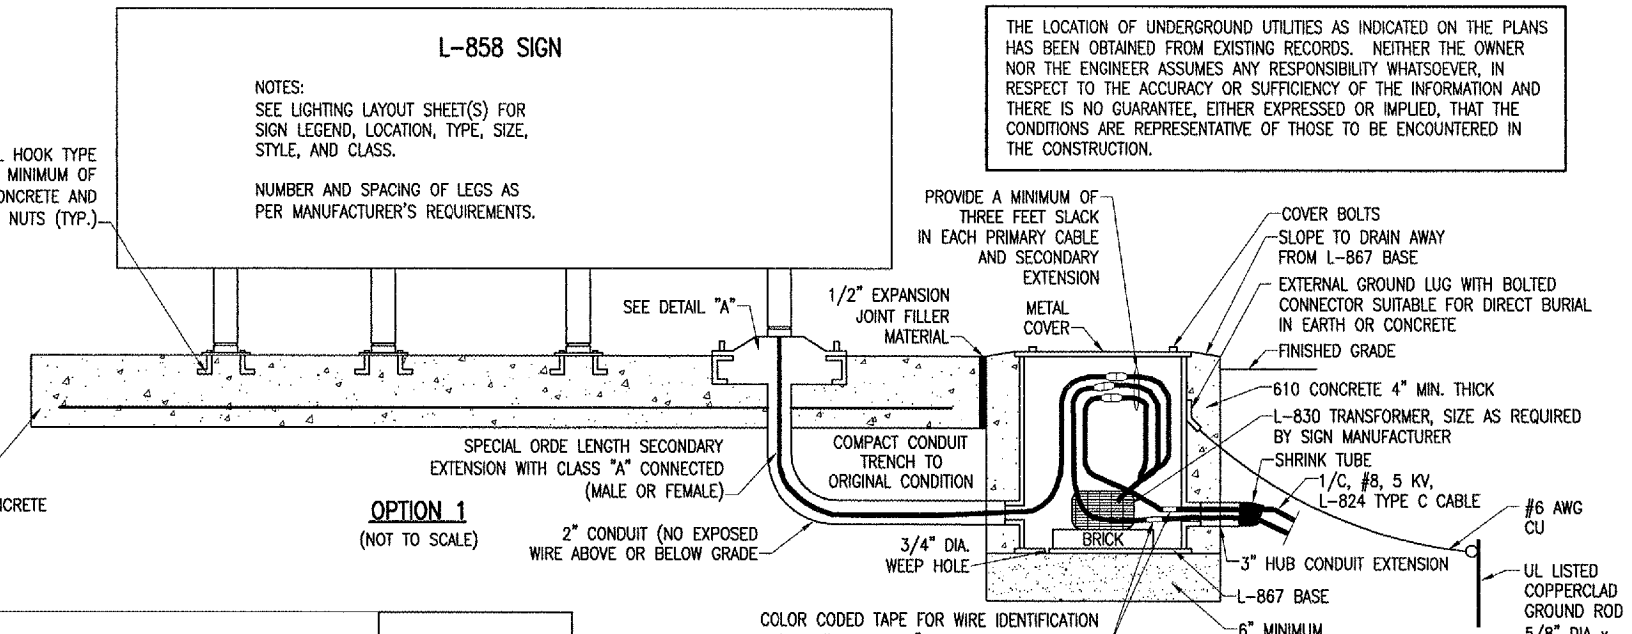 L-858 SIGN
NOTES:
SEE LIGHTING LAYOUT SHEET(S) FOR
SIGN LEGEND, LOCATION, TYPE, SIZE,
STYLE, AND CLASS.
NUMBER AND SPACING OF LEGS AS
PER MANUFACTURER'S REQUIREMENTS.
THE LOCATION OF UNDERGROUND UTILITIES AS INDICATED ON THE PLANS
HAS BEEN OBTAINED FROM EXISTING RECORDS. NEITHER THE OWNER
NOR THE ENGINEER ASSUMES ANY RESPONSIBILITY WHATSOEVER, IN
RESPECT TO THE ACCURACY OR SUFFICIENCY OF THE INFORMATION AND
THERE IS NO GUARANTEE, EITHER EXPRESSED OR IMPLIED, THAT THE
CONDITIONS ARE REPRESENTATIVE OF THOSE TO BE ENCOUNTERED IN
THE CONSTRUCTION.
HOOK TYPE
MINIMUM OF
ONCRETE AND
NUTS (TYP.)
SEE DETAIL "A"
1/2" EXPANSION
JOINT FILLER
MATERIAL
PROVIDE A MINIMUM OF
THREE FEET SLACK
IN EACH PRIMARY CABLE
AND SECONDARY
EXTENSION
METAL
COVER
COVER BOLTS
SLOPE TO DRAIN AWAY
FROM L-867 BASE
EXTERNAL GROUND LUG WITH BOLTED
CONNECTOR SUITABLE FOR DIRECT BURIAL
IN EARTH OR CONCRETE
FINISHED GRADE
610 CONCRETE 4" MIN. THICK
L-830 TRANSFORMER, SIZE AS REQUIRED
BY SIGN MANUFACTURER
SHRINK TUBE
1/C, #8, 5 KV,
L-824 TYPE C CABLE
#6 AWG
CU
SPECIAL ORDE LENGTH SECONDARY
EXTENSION WITH CLASS "A" CONNECTED
(MALE OR FEMALE)
COMPACT CONDUIT
TRENCH TO
ORIGINAL CONDITION
NCRETE
OPTION 1
(NOT TO SCALE)
2" CONDUIT (NO EXPOSED
WIRE ABOVE OR BELOW GRADE
3/4" DIA.
WEEP HOLE
BRICK
3" HUB CONDUIT EXTENSION
L-867 BASE
UL LISTED
COPPERCLAD
GROUND ROD
5/8" DIA x
COLOR CODED TAPE FOR WIRE IDENTIFICATION
6" MINIMUM